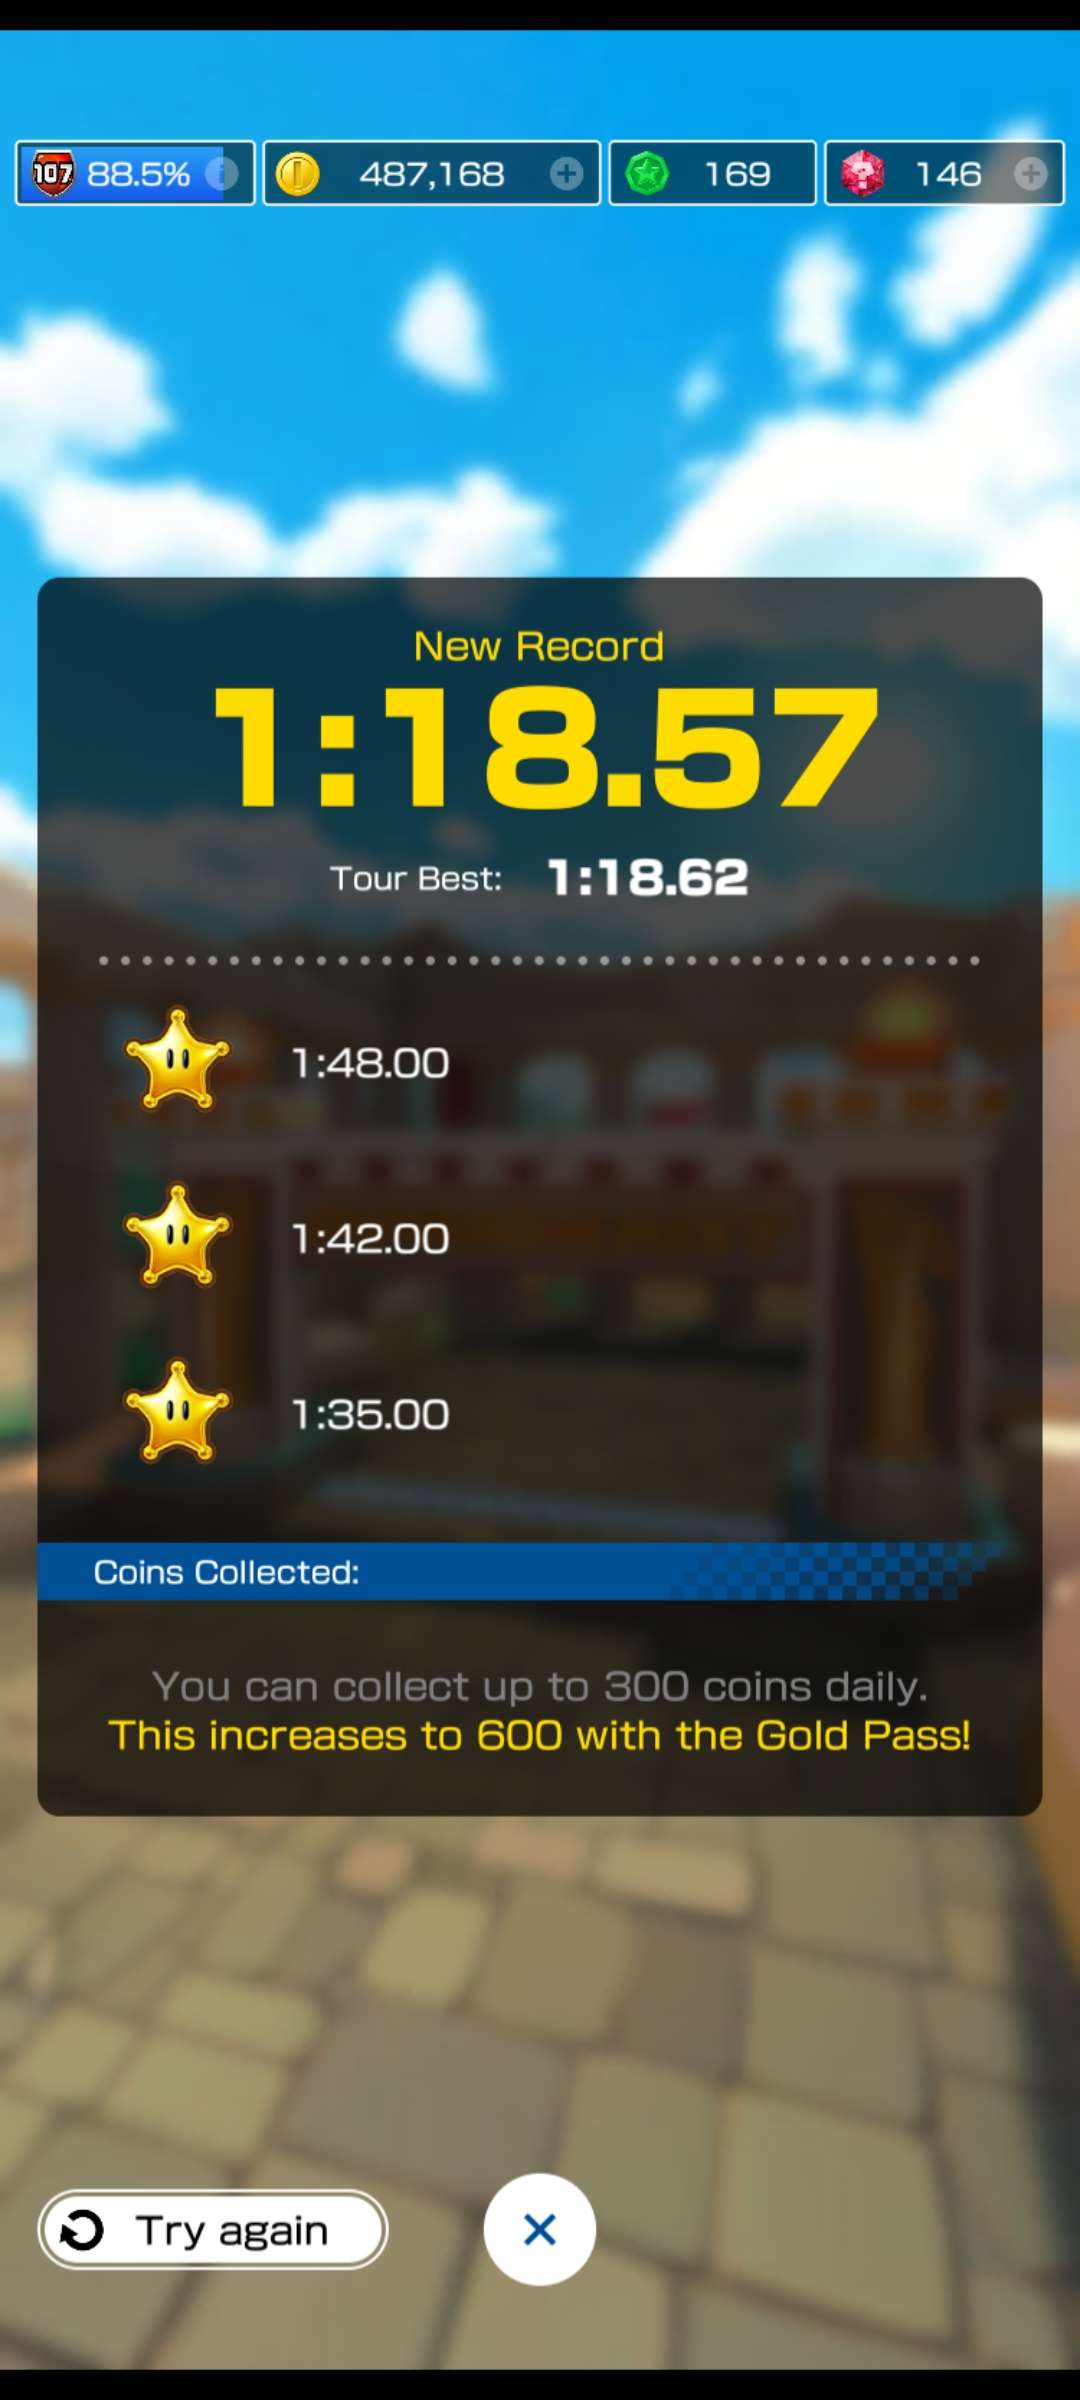 107 88.5% 487,168 169 146
New Record
1:18.57
Tour Best: 1:18.62
1:48.00
1:42.00
1:35.00
Coins Collected:
You can collect up to 300 coins daily.
This increases to 600 with the Gold Pass!
Try again